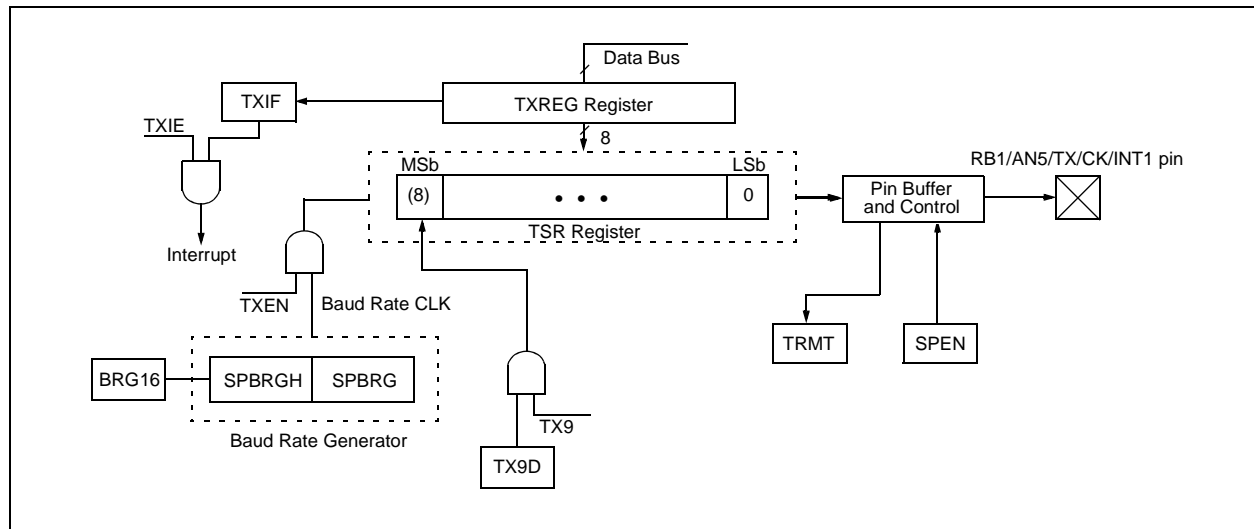 Data Bus
TXIF
TXREG Register
TXIE
8
MSb
LSb
RB1/AN5/TX/CK/INT1 pin
(8)
• • •
0
Pin Buffer
and Control
TSR Register
Interrupt
TXEN
Baud Rate CLK
TRMT
SPEN
BRG16
SPBRGH
SPBRG
TX9
Baud Rate Generator
TX9D